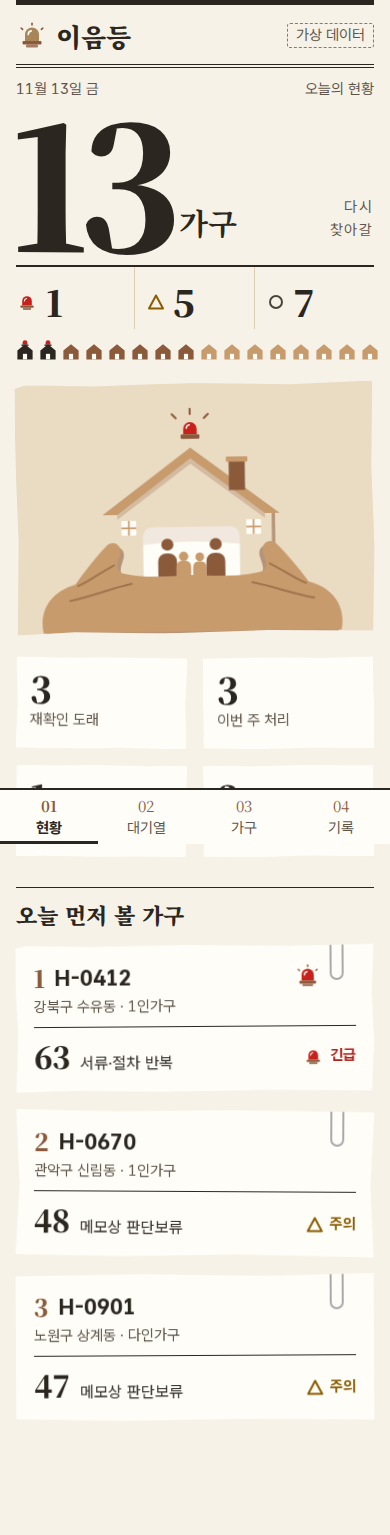 이음등
가상 데이터
11월 13일 금
오늘의 현황
13 가구
다시
찾아갈
1
5
7
3
재확인 도래
3
이번 주 처리
01
현황
02
대기열
03
가구
04
기록
오늘 먼저 볼 가구
1 H-0412
강북구 수유동 · 1인가구
63 서류·절차 반복
긴급
2 H-0670
관악구 신림동 · 1인가구
48 메모상 판단보류
주의
3 H-0901
노원구 상계동 · 다인가구
47 메모상 판단보류
주의